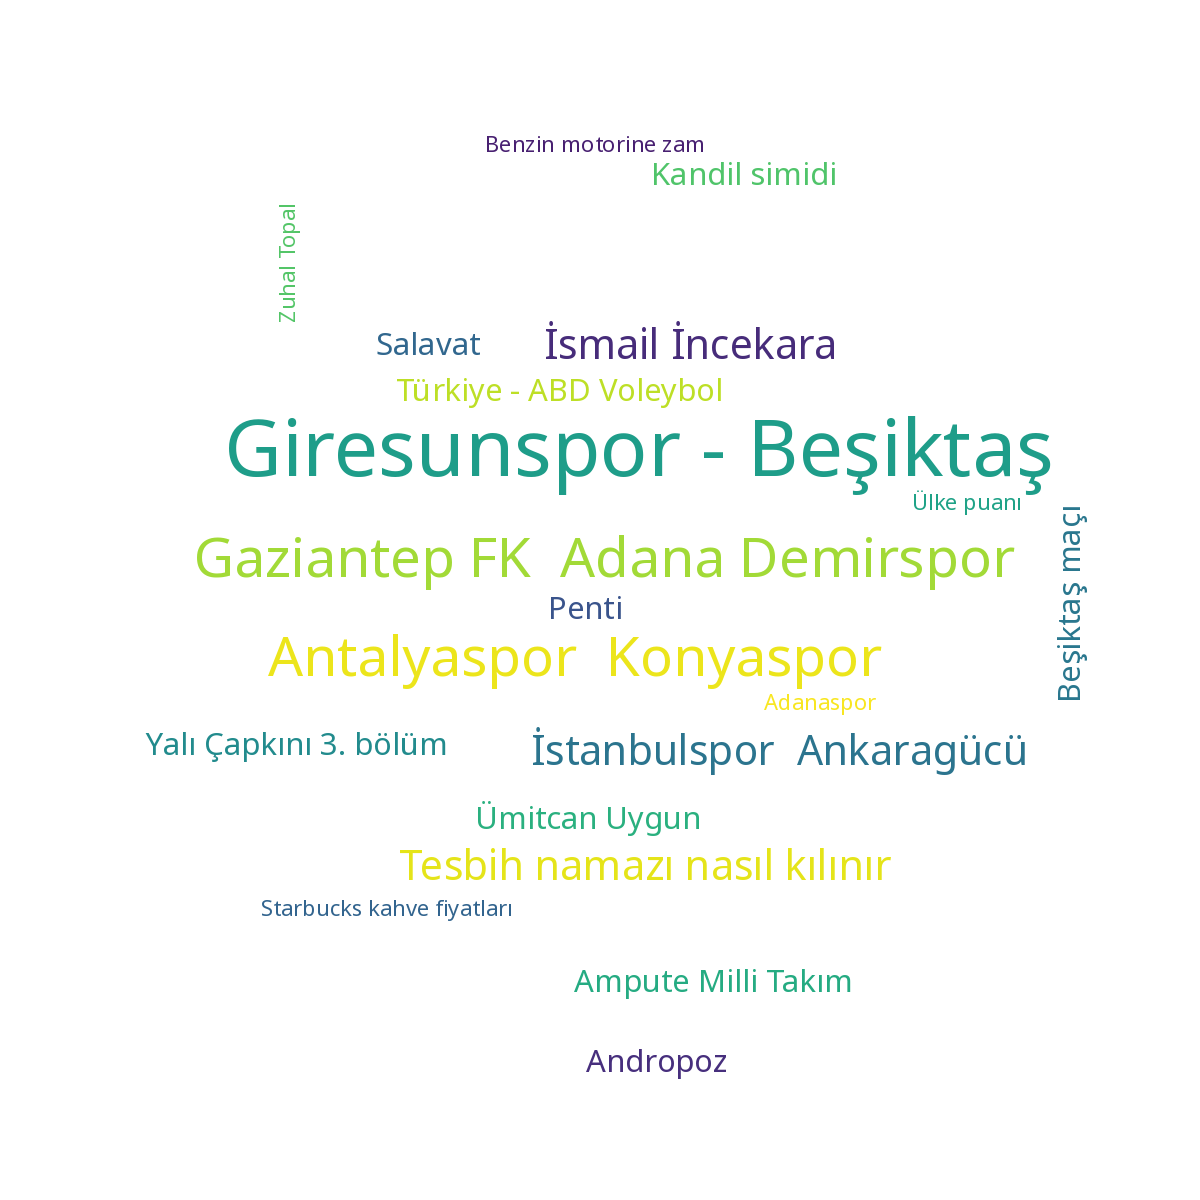 Benzin motorine zam
Kandil simidi
Zuhal Topal
Salavat
İsmail İncekara
Türkiye - ABD Voleybol
Giresunspor - Beşiktaş
Ülke puanı
Beşiktaş maçı
Gaziantep FK  Adana Demirspor
Penti
Antalyaspor  Konyaspor
Adanaspor
Yalı Çapkını 3. bölüm
İstanbulspor  Ankaragücü
Ümitcan Uygun
Tesbih namazı nasıl kılınır
Starbucks kahve fiyatları
Ampute Milli Takım
Andropoz